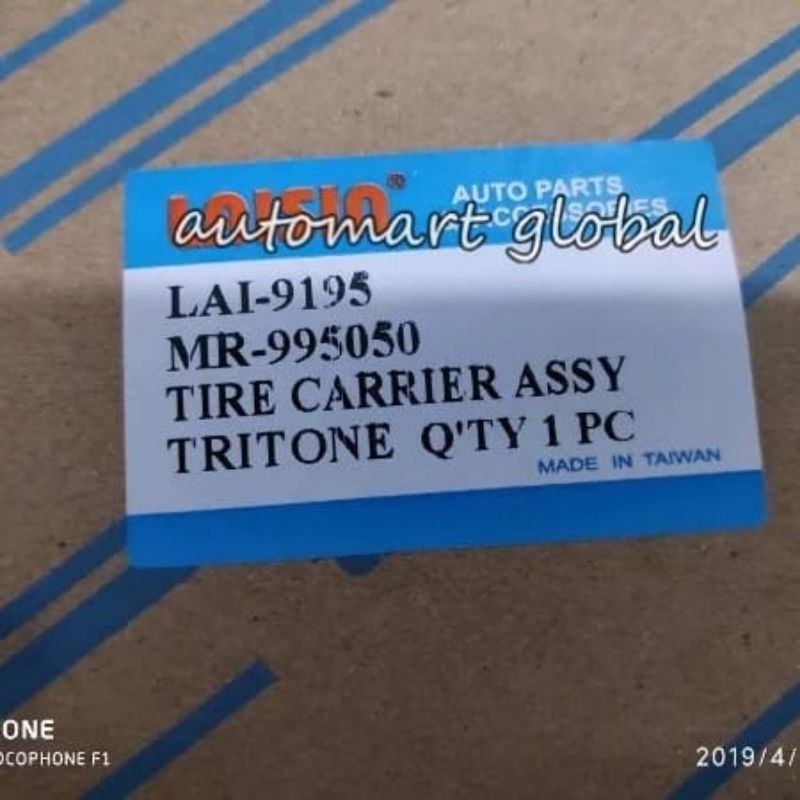 AUTO PARTS
automart global
LAI-9195
MR-995050
TIRE CARRIER ASSY
TRITONE Q'TY 1 PC
MADE IN TAIWAN
ONE
OCOPHONE F1
2019/4/